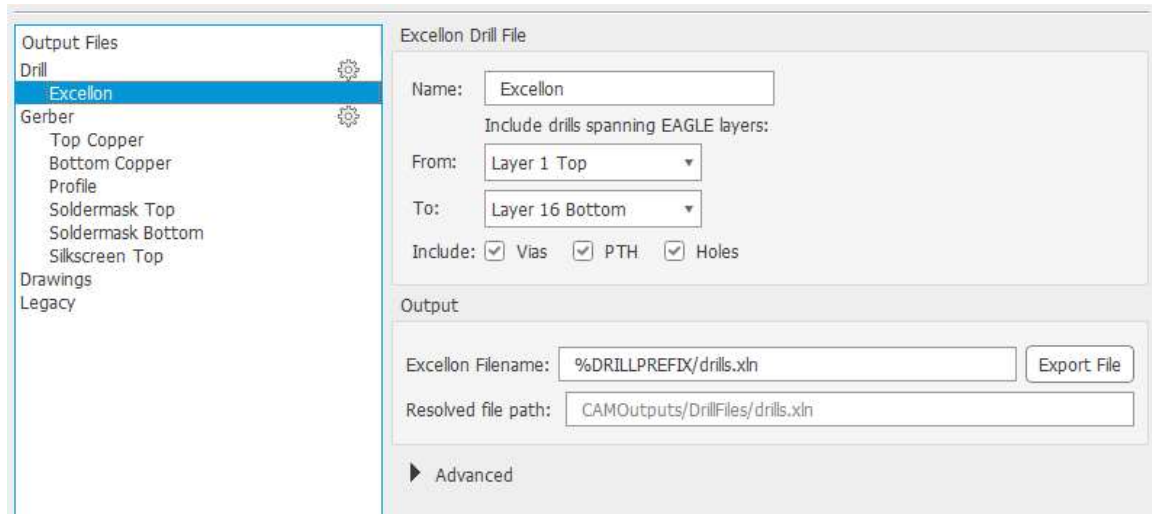 Output Files
Drill
Excellon
Gerber
Top Copper
Bottom Copper
Profile
Soldermask Top
Soldermask Bottom
Silkscreen Top
Drawings
Legacy
Excellon Drill File
Name: Excellon
Include drills spanning EAGLE layers:
From: Layer 1 Top
To: Layer 16 Bottom
Include: Vias PTH Holes
Output
Excellon Filename: %DRILLPREFIX/drills.xln Export File
Resolved file path: CAMOutputs/DrillFiles/drills.xln
Advanced